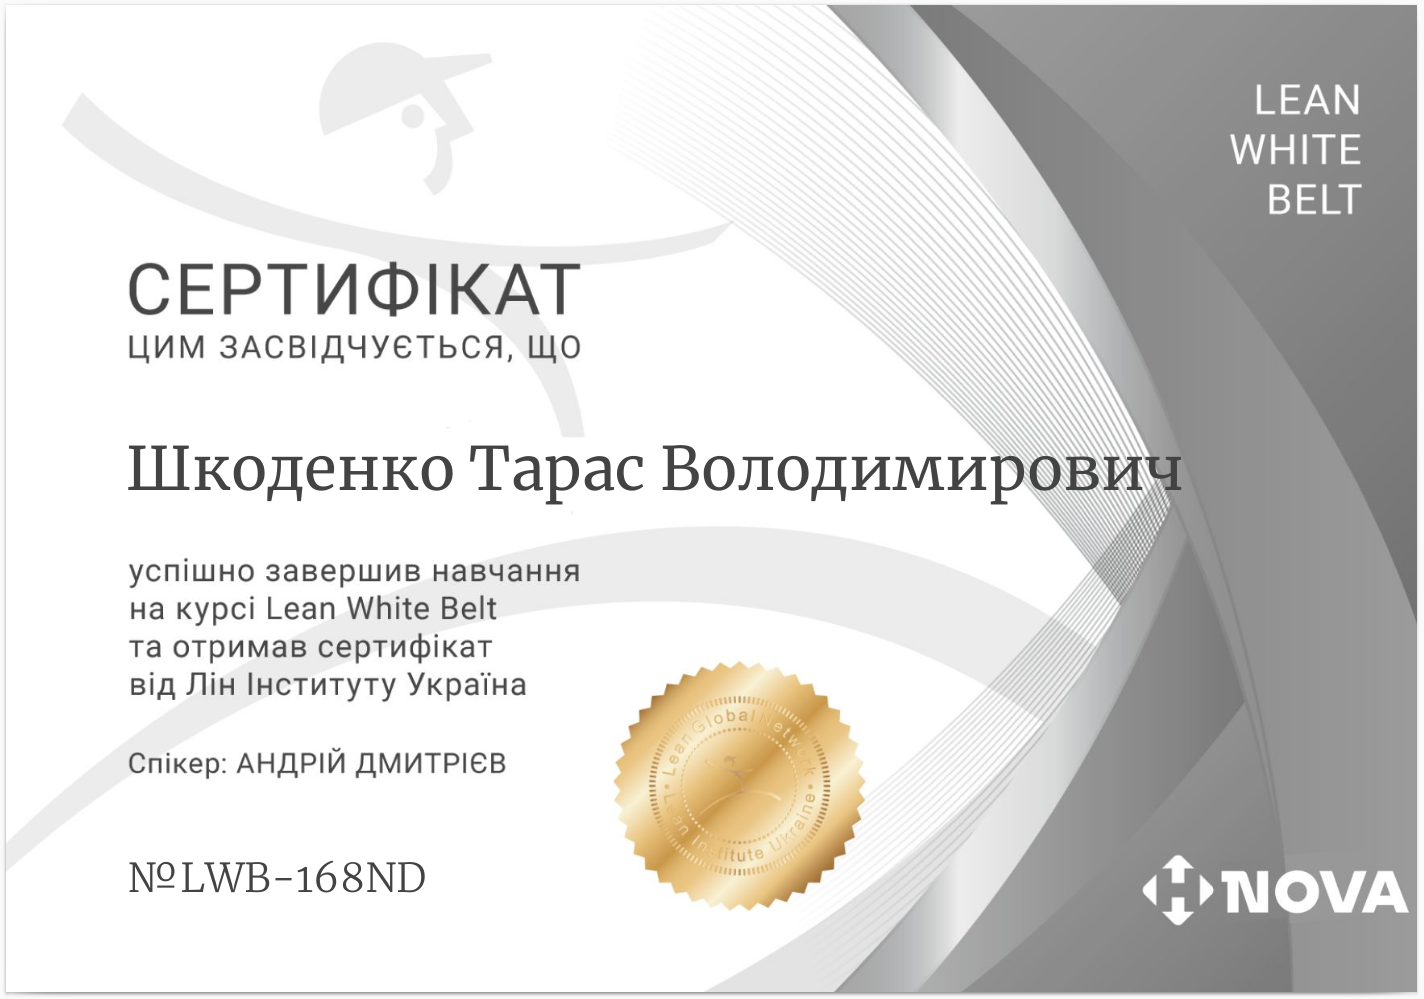 LEAN
WHITE
BELT
СЕРТИФІКАТ
ЦИМ ЗАСВІДЧУЄТЬСЯ, ЩО
Шкоденко Тарас Володимирович
успішно завершив навчання
на курсі Lean White Belt
та отримав сертифікат
від Лін Інституту Україна
Спікер: АНДРІЙ ДМИТРІЄВ
Lean Global Network
Lean Institute Ukraine
№LWB-168ND
NOVA